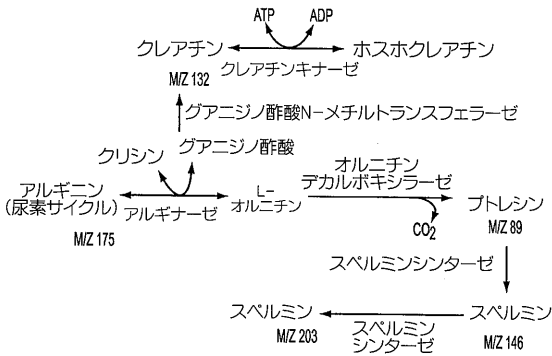 ATP ADP
クレアチン ホスホクレアチン
M/Z 132 クレアチンキナーゼ
グアニジノ酢酸N-メチルトランスフェラーゼ
クリシン グアニジノ酢酸
アルギニン
(尿素サイクル)
アルギナーゼ
M/Z 175
L-
オルニチン
オルニチン
デカルボキシラーゼ
CO2
プトレシン
M/Z 89
スペルミンシンターゼ
スペルミン
M/Z 203
スペルミン
シンターゼ
スペルミン
M/Z 146